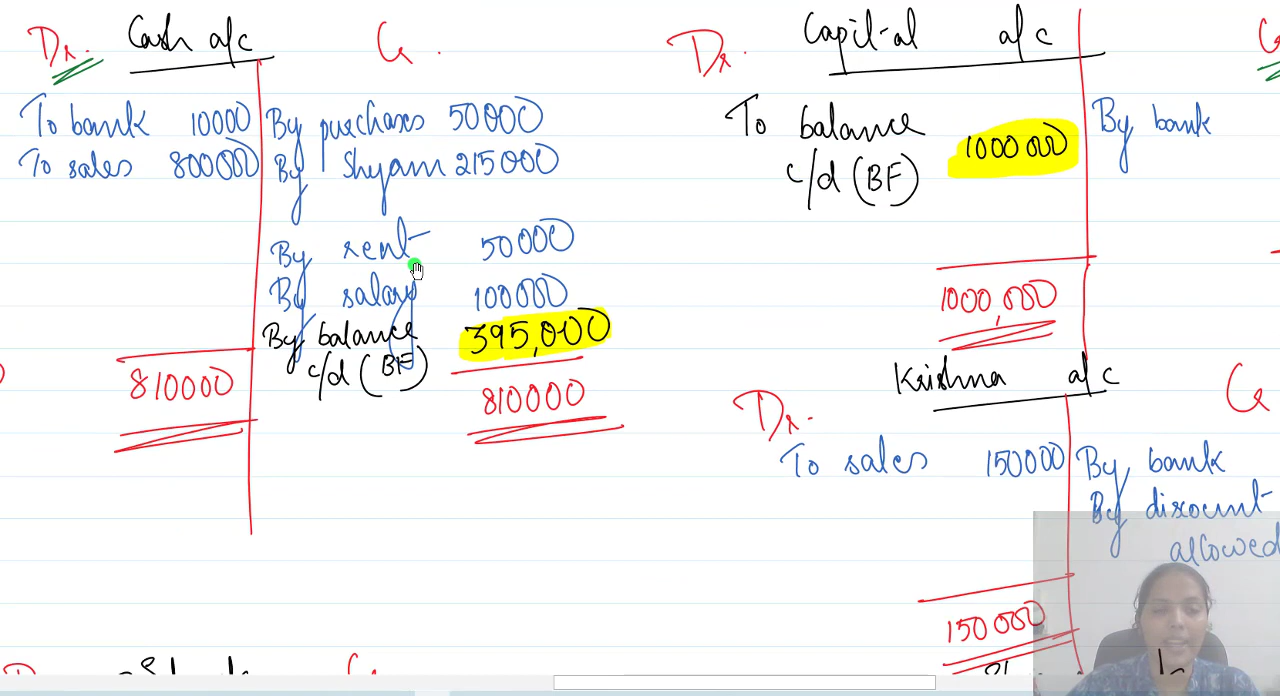 Dr. Cash a/c Cr.
To bank 10000 By purchases 50000
To sales 800000 By Shyam 215000
By rent 50000
By salary 100000
By balance 395,000
c/d (BF)
810000 810000
Dr. Capital a/c
To balance 1000000 By bank
c/d (BF)
1000,000
Krishna a/c
Dr. Cr
To sales 150000 By bank
By discount
allowed
150000